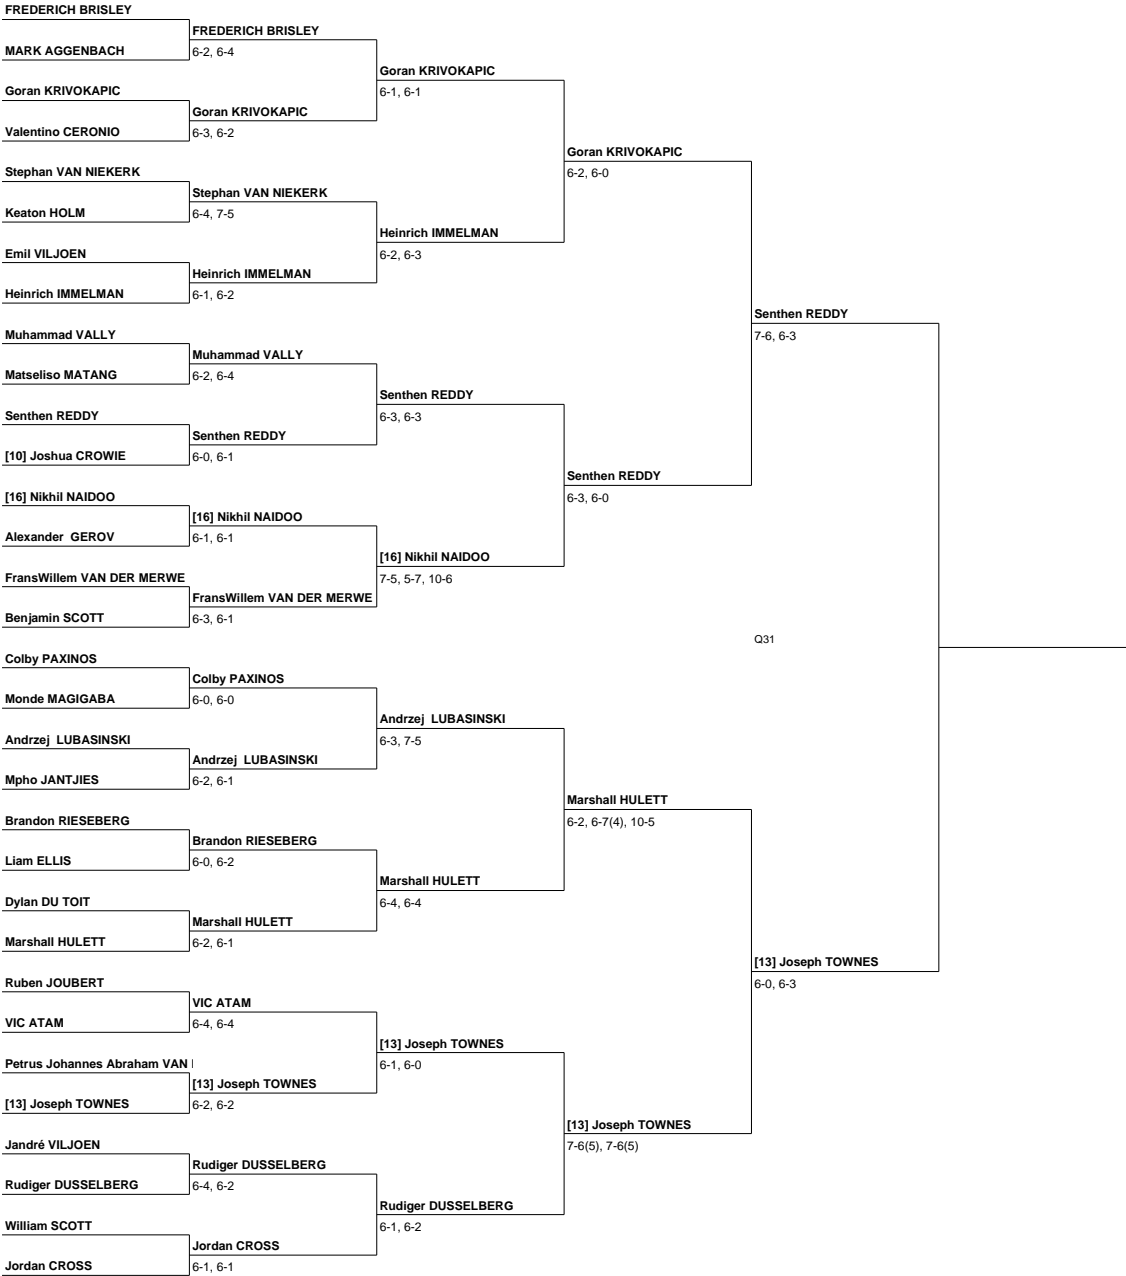 FREDERICH BRISLEY
FREDERICH BRISLEY
MARK AGGENBACH
6-2, 6-4
Goran KRIVOKAPIC
6-1, 6-1
Goran KRIVOKAPIC
Goran KRIVOKAPIC
Valentino CERONIO
6-3, 6-2
Goran KRIVOKAPIC
6-2, 6-0
Stephan VAN NIEKERK
Stephan VAN NIEKERK
Keaton HOLM
6-4, 7-5
Heinrich IMMELMAN
6-2, 6-3
Emil VILJOEN
Heinrich IMMELMAN
Heinrich IMMELMAN
6-1, 6-2
Senthen REDDY
7-6, 6-3
Muhammad VALLY
Muhammad VALLY
Matseliso MATANG
6-2, 6-4
Senthen REDDY
6-3, 6-3
Senthen REDDY
Senthen REDDY
[10] Joshua CROWIE
6-0, 6-1
Senthen REDDY
6-3, 6-0
[16] Nikhil NAIDOO
[16] Nikhil NAIDOO
Alexander GEROV
6-1, 6-1
[16] Nikhil NAIDOO
7-5, 5-7, 10-6
FransWillem VAN DER MERWE
FransWillem VAN DER MERWE
Benjamin SCOTT
6-3, 6-1
Q31
Colby PAXINOS
Colby PAXINOS
Monde MAGIGABA
6-0, 6-0
Andrzej LUBASINSKI
6-3, 7-5
Andrzej LUBASINSKI
Andrzej LUBASINSKI
Mpho JANTJIES
6-2, 6-1
Marshall HULETT
6-2, 6-7(4), 10-5
Brandon RIESEBERG
Brandon RIESEBERG
Liam ELLIS
6-0, 6-2
Marshall HULETT
6-4, 6-4
Dylan DU TOIT
Marshall HULETT
Marshall HULETT
6-2, 6-1
[13] Joseph TOWNES
6-0, 6-3
Ruben JOUBERT
VIC ATAM
VIC ATAM
6-4, 6-4
[13] Joseph TOWNES
6-1, 6-0
Petrus Johannes Abraham VAN
[13] Joseph TOWNES
[13] Joseph TOWNES
6-2, 6-2
[13] Joseph TOWNES
7-6(5), 7-6(5)
Jandré VILJOEN
Rudiger DUSSELBERG
Rudiger DUSSELBERG
6-4, 6-2
Rudiger DUSSELBERG
6-1, 6-2
William SCOTT
Jordan CROSS
Jordan CROSS
6-1, 6-1